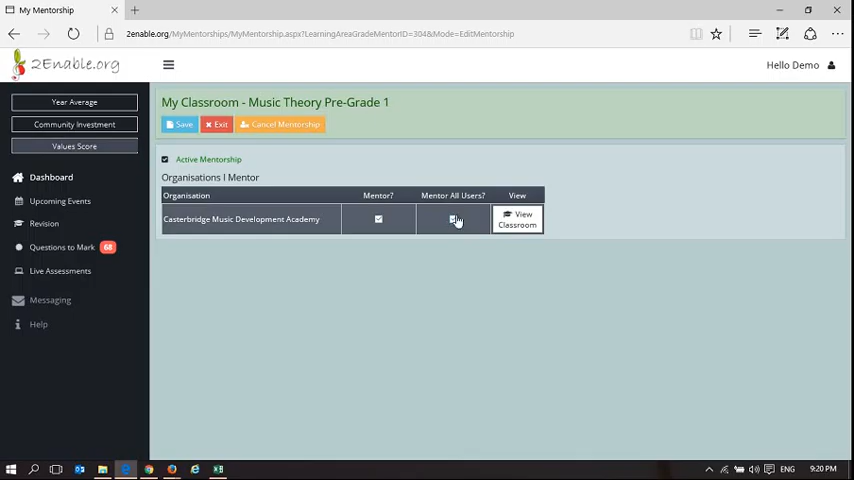 My Mentorships
2enable.org/MyMentorships/MyMentorship.aspx?LearningAreaGradeMentorID=304&Mode=EditMentorship
2Enable.org
Hello Demo
Year Average
Community Investment
Values Score
Dashboard
Upcoming Events
Revision
Questions to Mark 68
Live Assessments
Messaging
Help
My Classroom - Music Theory Pre-Grade 1
Save Exit Cancel Mentorship
Active Mentorship
Organisations I Mentor
Organisation Mentor? Mentor All Users? View
Casterbridge Music Development Academy
View
Classroom
ENG 9:20 PM